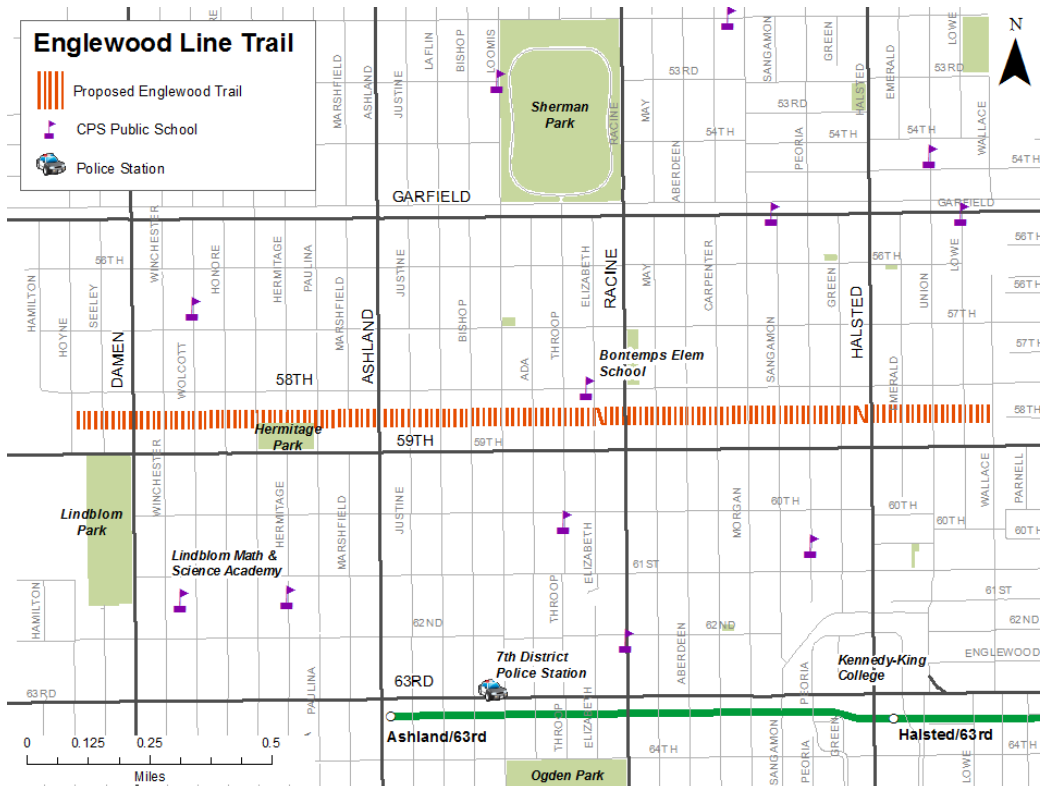 Englewood Line Trail
Proposed Englewood Trail
CPS Public School
Police Station
N
MARSHFIELD
ASHLAND
JUSTINE
LAFLIN
BISHOP
LOOMIS
Sherman
Park
RACINE
MAY
53RD
SANGAMON
GREEN
HALSTED
EMERALD
LOWE
53RD
WALLACE
53RD
54TH
54TH
54TH
ABERDEEN
PEORIA
GARFIELD
GARFIELD
WINCHESTER
HONORE
HERMITAGE
PAULINA
MARSHFIELD
JUSTINE
BISHOP
ELIZABETH
RACINE
MAY
CARPENTER
GREEN
56TH
UNION
LOWE
56TH
56TH
56TH
HAMILTON
HOYNE
SEELEY
DAMEN
WOLCOTT
ASHLAND
ADA
THROOP
SANGAMON
HALSTED
EMERALD
57TH
57TH
58TH
Bontemps Elem
School
58TH
Hermitage
Park
59TH
59TH
Lindblom
Park
WINCHESTER
HERMITAGE
MARSHFIELD
JUSTINE
ELIZABETH
MORGAN
60TH
60TH
60TH
60TH
WALLACE
PARNELL
Lindblom Math &
Science Academy
61ST
61ST
HAMILTON
THROOP
62ND
62ND
62ND
ABERDEEN
ENGLEWOOD
7th District
Police Station
Kennedy-King
College
63RD
63RD
PAULINA
PEORIA
Ashland/63rd
Halsted/63rd
THROOP
ELIZABETH
64TH
64TH
SANGAMON
PEORIA
GREEN
LOWE
Ogden Park
0 0.125 0.25 0.5
Miles